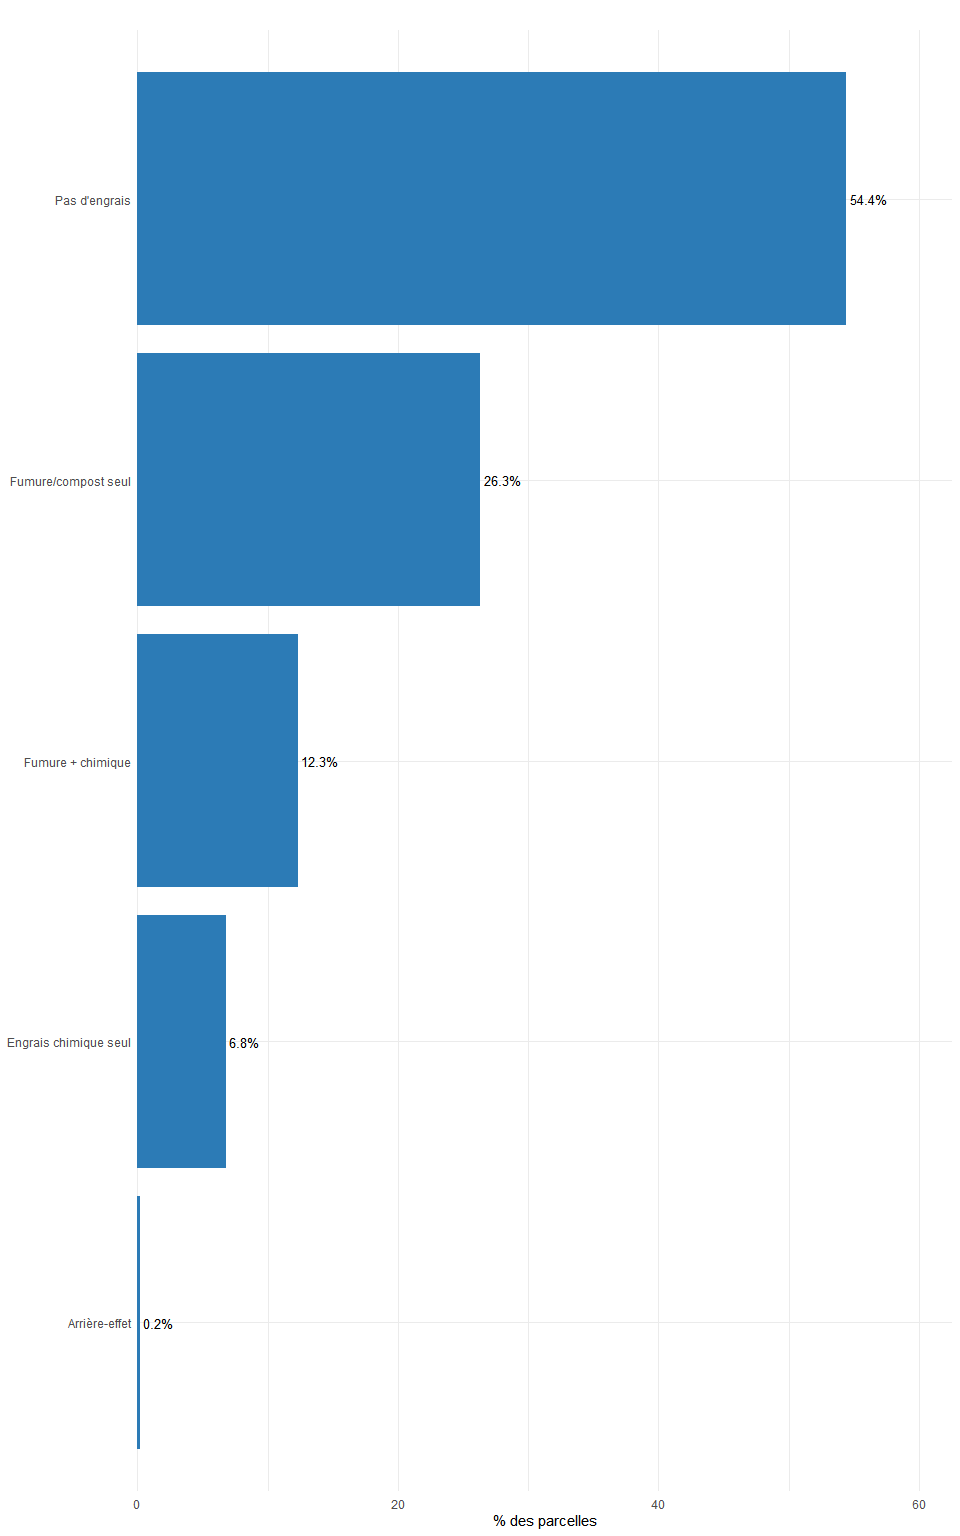 Pas d'engrais
54.4%
Fumure/compost seul
26.3%
Fumure + chimique
12.3%
Engrais chimique seul
6.8%
Arrière-effet
0.2%
0 20 40 60
% des parcelles